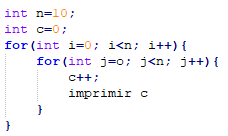 int n=10;
int c=0;
for(int i=0; i<n; i++){
    for(int j=o; j<n; j++){
        c++;
        imprimir c
    }
}